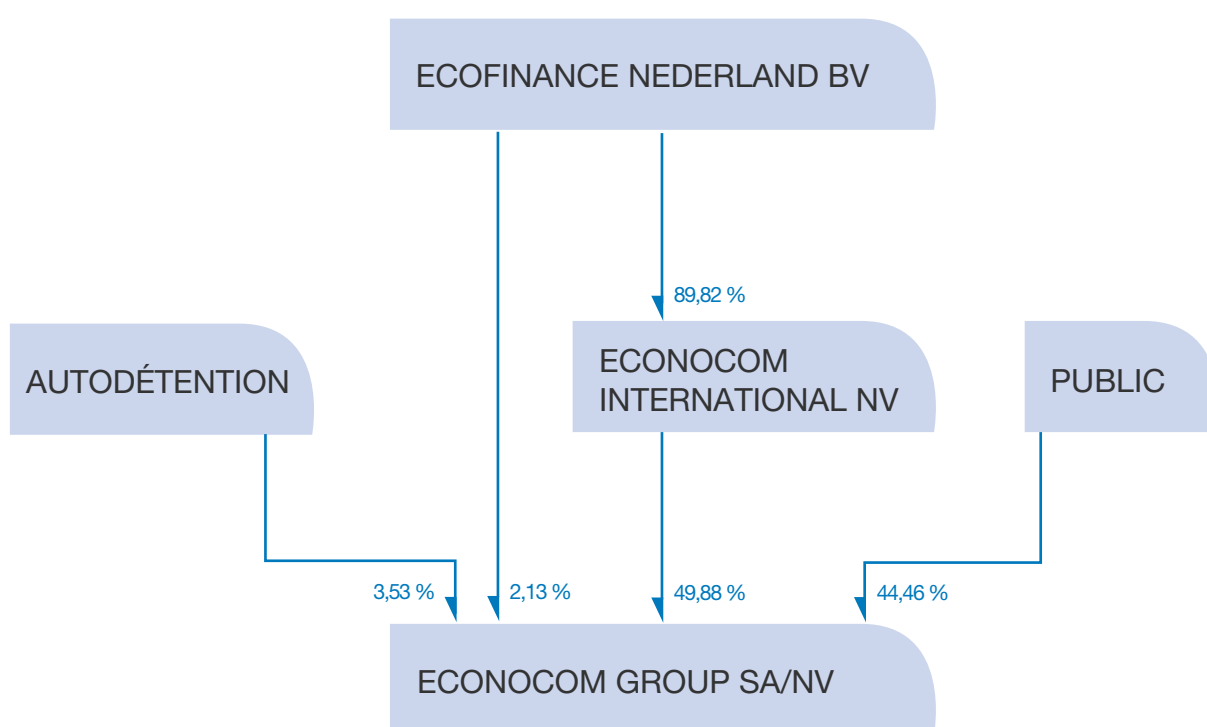 ECOFINANCE NEDERLAND BV
89,82 %
AUTODÉTENTION
ECONOCOM
INTERNATIONAL NV
PUBLIC
3,53 %
2,13 %
49,88 %
44,46 %
ECONOCOM GROUP SA/NV